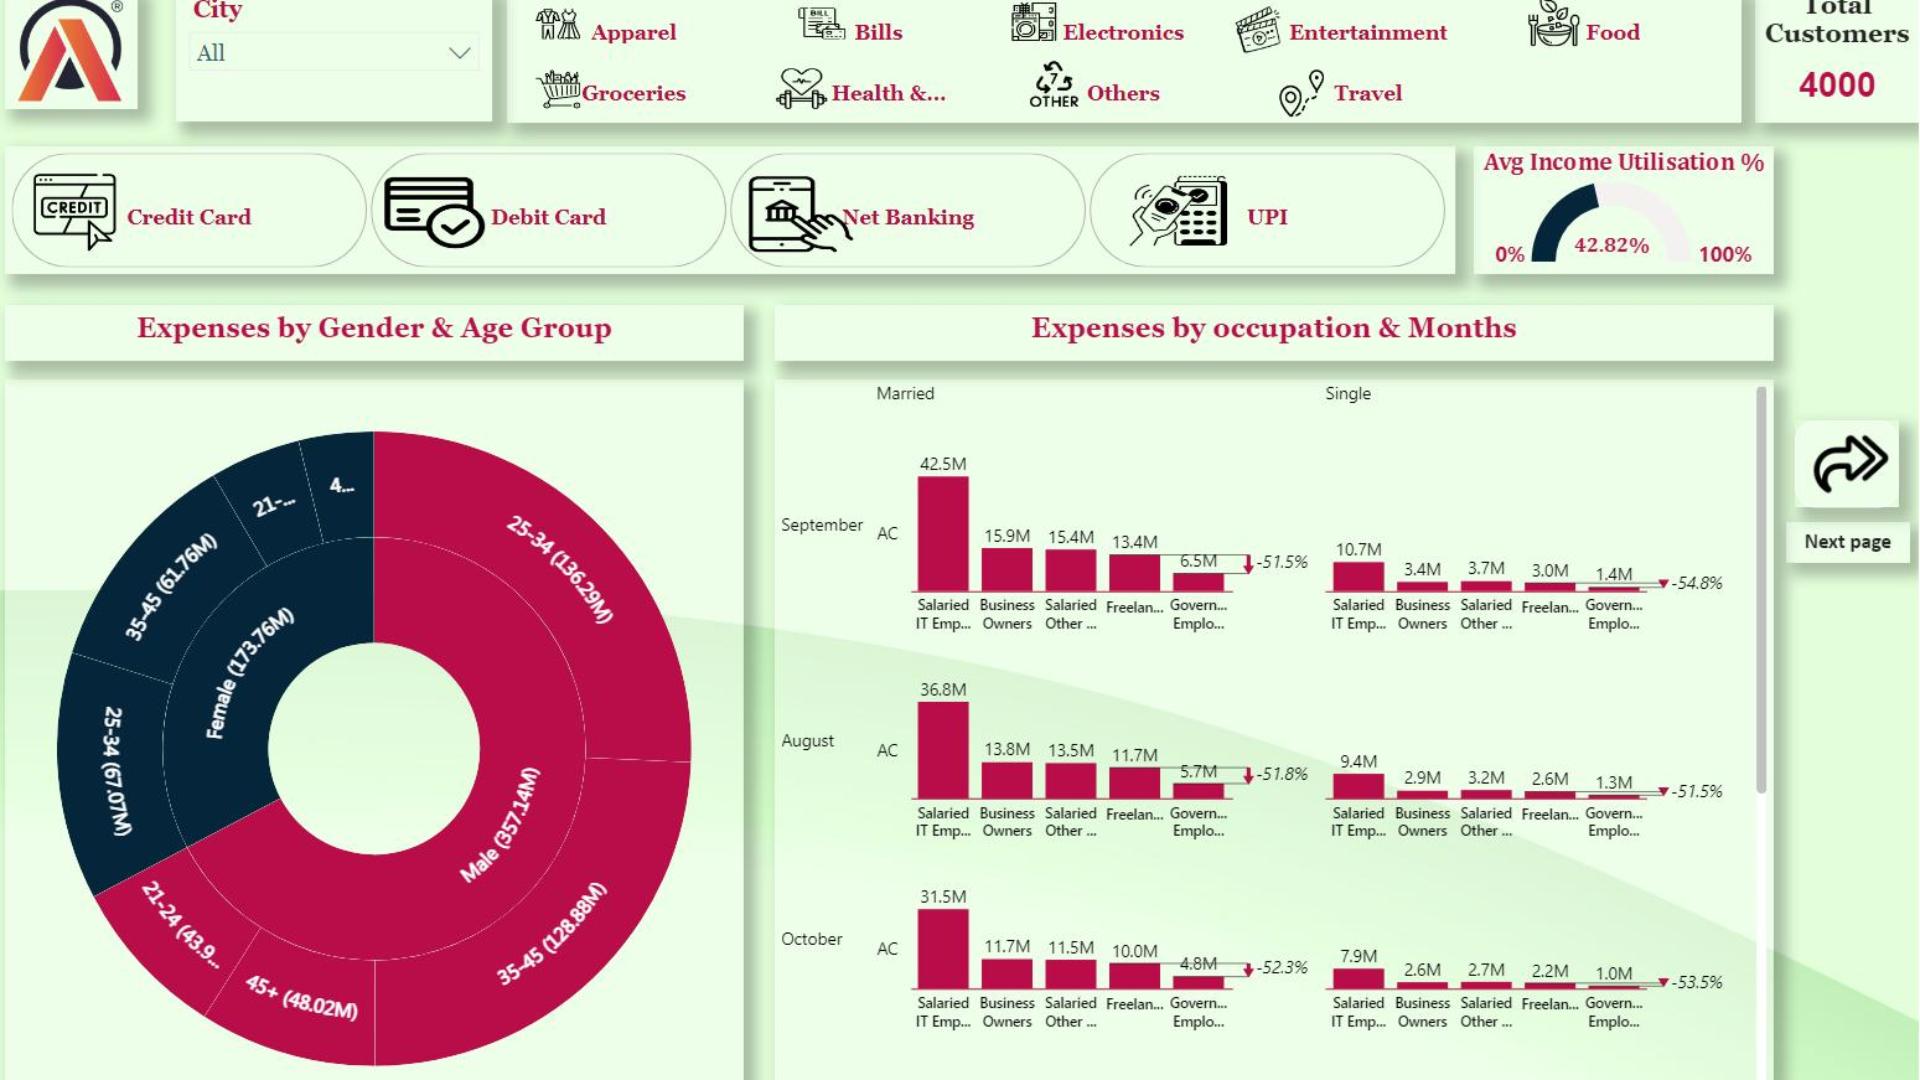 ®
City
All
Apparel
Bills
BILL
Electronics
Entertainment
Food
Groceries
Health &...
OTHER
Others
Travel
Total
Customers
4000
CREDIT
Credit Card
Debit Card
Net Banking
UPI
Avg Income Utilisation %
0%
42.82%
100%
Expenses by Gender & Age Group
25-34 (136.29M)
35-45 (128.88M)
45+ (48.02M)
21-24 (43.9...
25-34 (67.07M)
35-45 (61.76M)
21-...
4...
Female (173.76M)
Male (357.14M)
Expenses by occupation & Months
Married
Single
September
AC
42.5M
15.9M
15.4M
13.4M
6.5M
-51.5%
Salaried Business Salaried Freelan... Govern...
IT Emp... Owners Other ... Emplo...
10.7M
3.4M
3.7M
3.0M
1.4M
-54.8%
Salaried Business Salaried Freelan... Govern...
IT Emp... Owners Other ... Emplo...
August
AC
36.8M
13.8M
13.5M
11.7M
5.7M
-51.8%
Salaried Business Salaried Freelan... Govern...
IT Emp... Owners Other ... Emplo...
9.4M
2.9M
3.2M
2.6M
1.3M
-51.5%
Salaried Business Salaried Freelan... Govern...
IT Emp... Owners Other ... Emplo...
October
AC
31.5M
11.7M
11.5M
10.0M
4.8M
-52.3%
Salaried Business Salaried Freelan... Govern...
IT Emp... Owners Other ... Emplo...
7.9M
2.6M
2.7M
2.2M
1.0M
-53.5%
Salaried Business Salaried Freelan... Govern...
IT Emp... Owners Other ... Emplo...
Next page